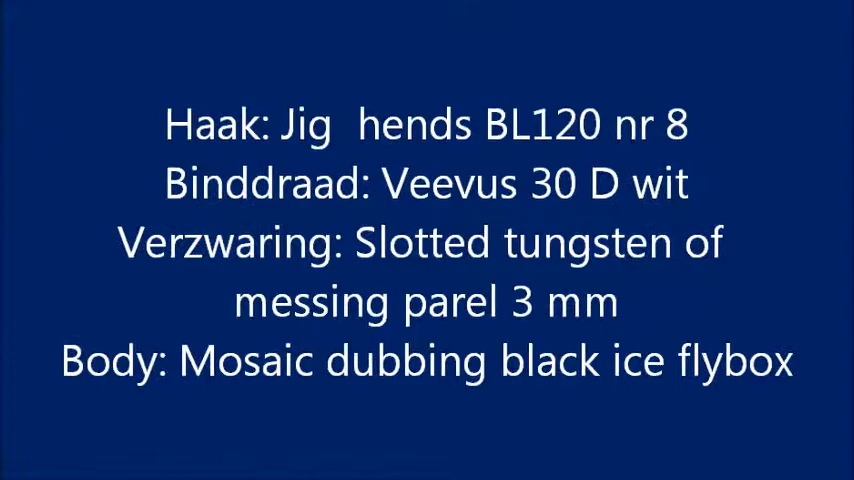 Haak: Jig  hends BL120 nr 8
Binddraad: Veevus 30 D wit
Verzwaring: Slotted tungsten of
messing parel 3 mm
Body: Mosaic dubbing black ice flybox